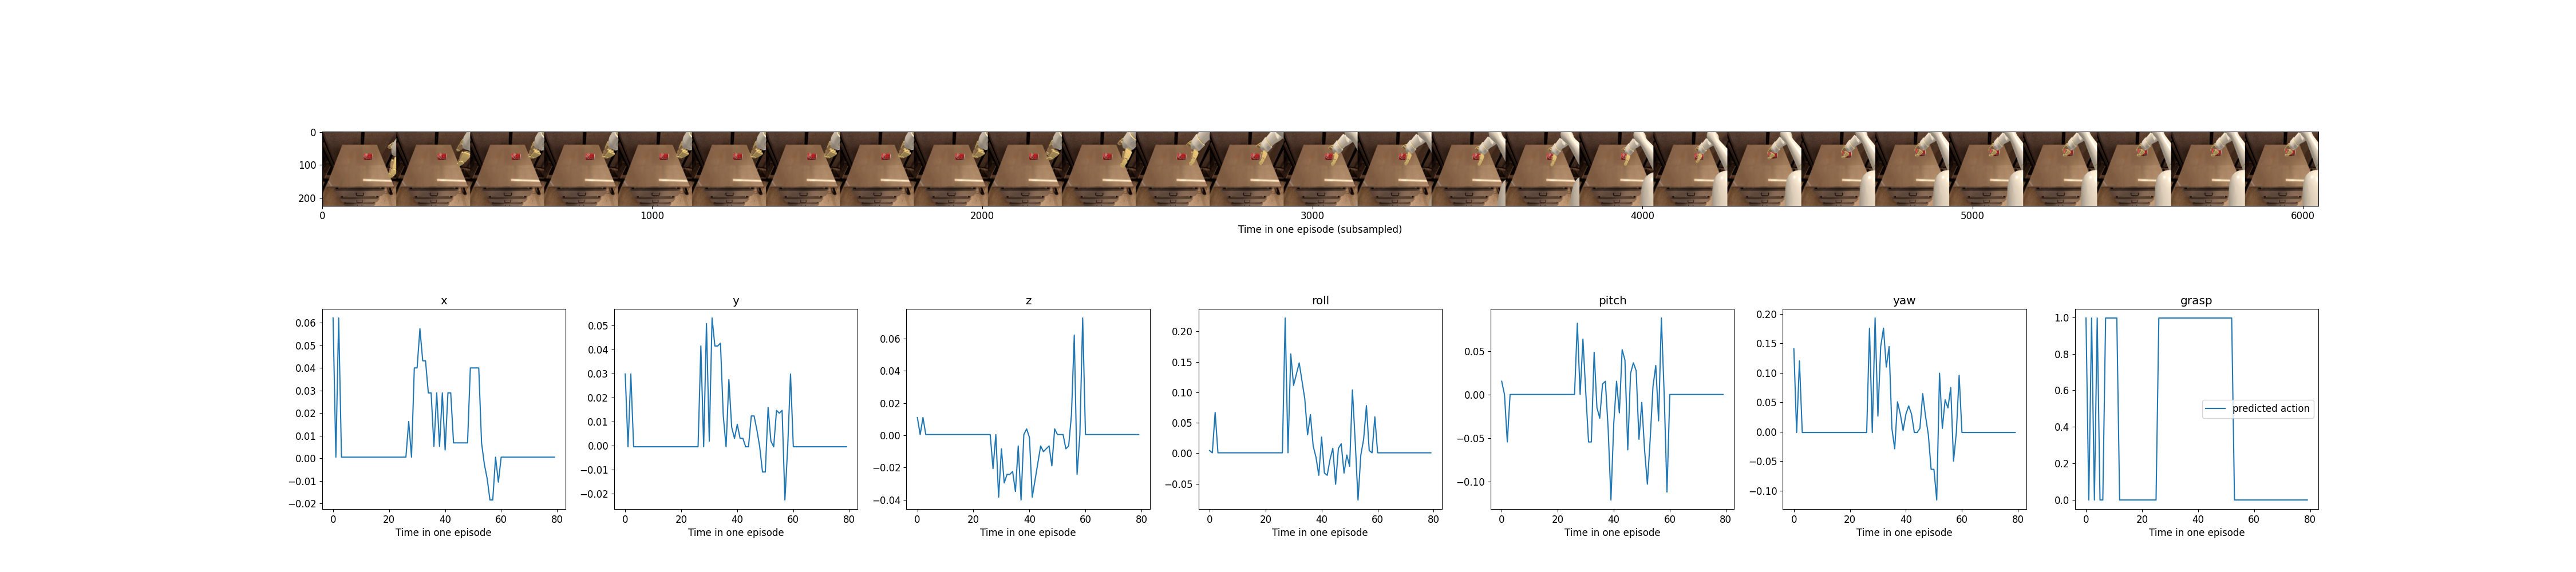 0
100
200
0 1000 2000 3000 4000 5000 6000
Time in one episode (subsampled)
x
0.06
0.05
0.04
0.03
0.02
0.01
0.00
−0.01
−0.02
0 20 40 60 80
Time in one episode
y
0.05
0.04
0.03
0.02
0.01
0.00
−0.01
−0.02
0 20 40 60 80
Time in one episode
z
0.06
0.04
0.02
0.00
−0.02
−0.04
0 20 40 60 80
Time in one episode
roll
0.20
0.15
0.10
0.05
0.00
−0.05
0 20 40 60 80
Time in one episode
pitch
0.05
0.00
−0.05
−0.10
0 20 40 60 80
Time in one episode
yaw
0.20
0.15
0.10
0.05
0.00
−0.05
−0.10
0 20 40 60 80
Time in one episode
grasp
1.0
0.8
0.6
0.4
0.2
0.0
predicted action
0 20 40 60 80
Time in one episode